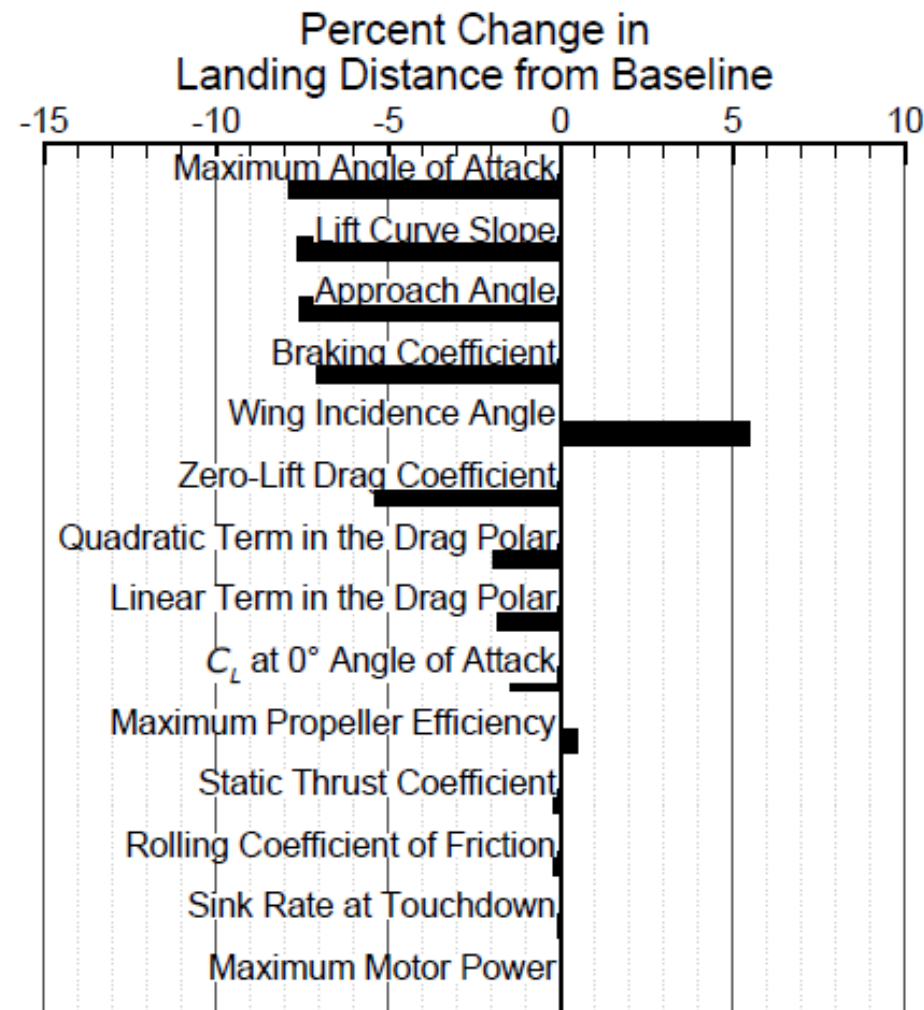 Percent Change in
Landing Distance from Baseline
-15 -10 -5 0 5 10
Maximum Angle of Attack
Lift Curve Slope
Approach Angle
Braking Coefficient
Wing Incidence Angle
Zero-Lift Drag Coefficient
Quadratic Term in the Drag Polar
Linear Term in the Drag Polar
C_L at 0° Angle of Attack
Maximum Propeller Efficiency
Static Thrust Coefficient
Rolling Coefficient of Friction
Sink Rate at Touchdown
Maximum Motor Power